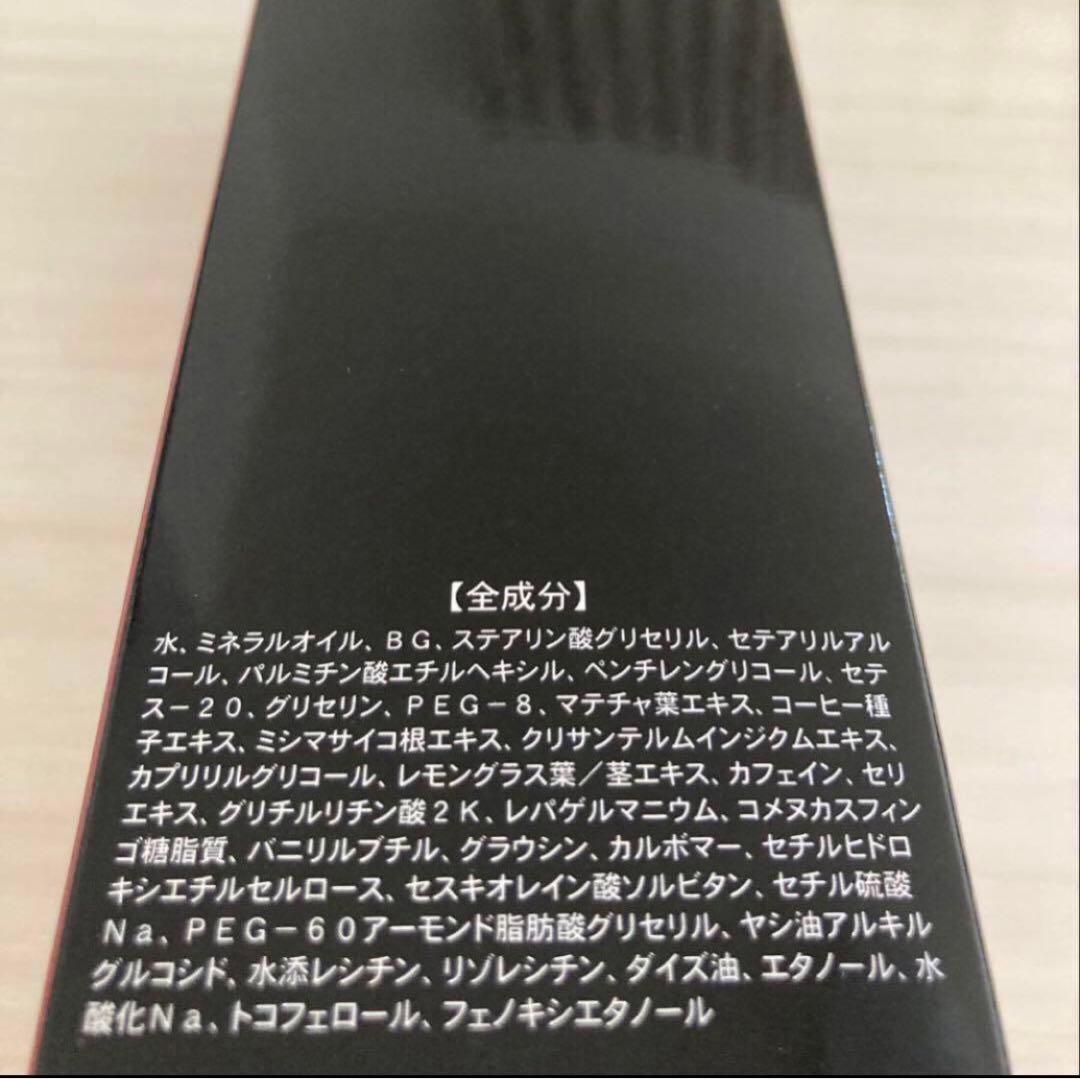 【全成分】
水、ミネラルオイル、ＢＧ、ステアリン酸グリセリル、セテアリルアル
コール、パルミチン酸エチルヘキシル、ペンチレングリコール、セテ
ス－２０、グリセリン、ＰＥＧ－８、マテチャ葉エキス、コーヒー種
子エキス、ミシマサイコ根エキス、クリサンテルムインジクムエキス、
カプリリルグリコール、レモングラス葉／茎エキス、カフェイン、セリ
エキス、グリチルリチン酸２Ｋ、レパゲルマニウム、コメヌカスフィン
ゴ糖脂質、バニリルブチル、グラウシン、カルボマー、セチルヒドロ
キシエチルセルロース、セスキオレイン酸ソルビタン、セチル硫酸
Ｎａ、ＰＥＧ－６０アーモンド脂肪酸グリセリル、ヤシ油アルキル
グルコシド、水添レシチン、リゾレシチン、ダイズ油、エタノール、水
酸化Ｎａ、トコフェロール、フェノキシエタノール